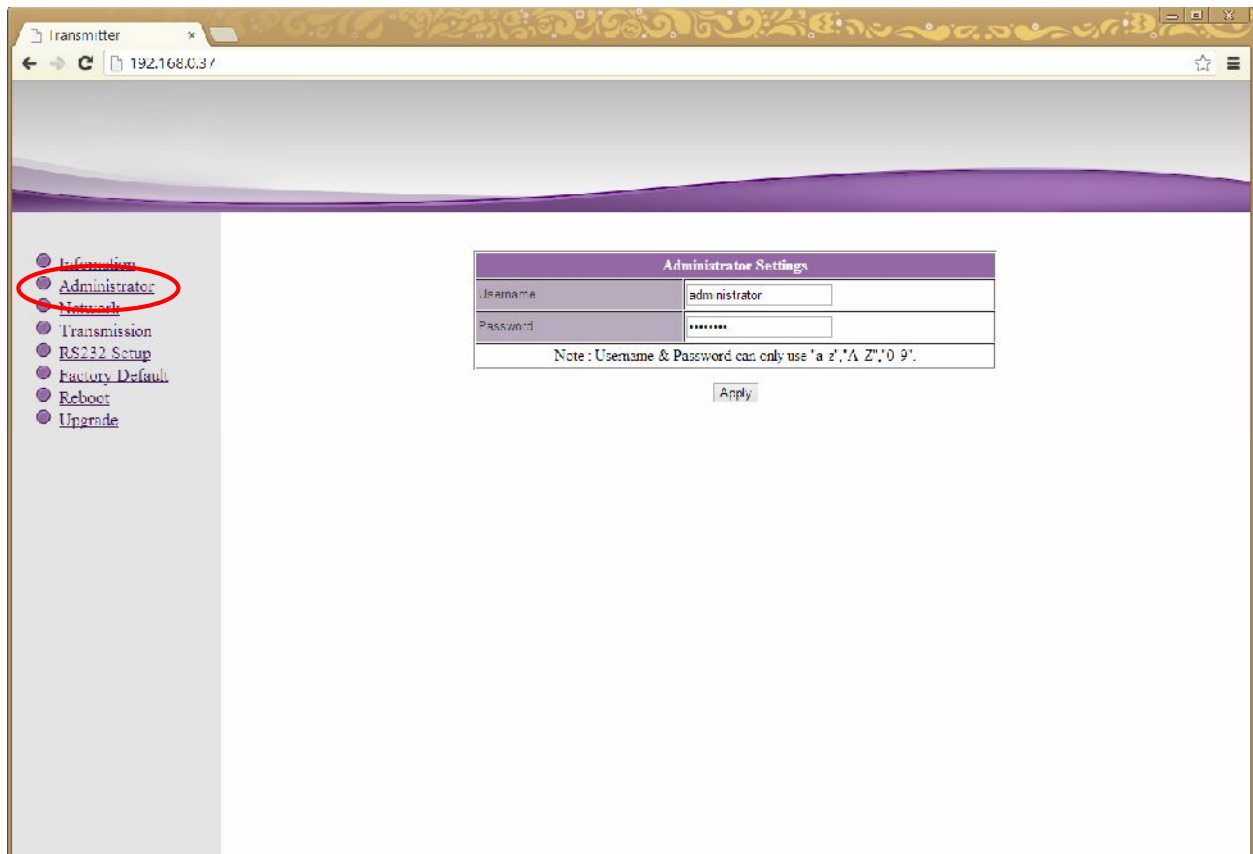 Transmitter
192.168.0.37
Infomation
Administrator
Network
Transmission
RS232 Setup
Factory Default
Reboot
Upgrade
Administrator Settings
Username
administrator
Password
••••••••
Note : Username & Password can only use "a-z","A-Z","0-9".
Apply